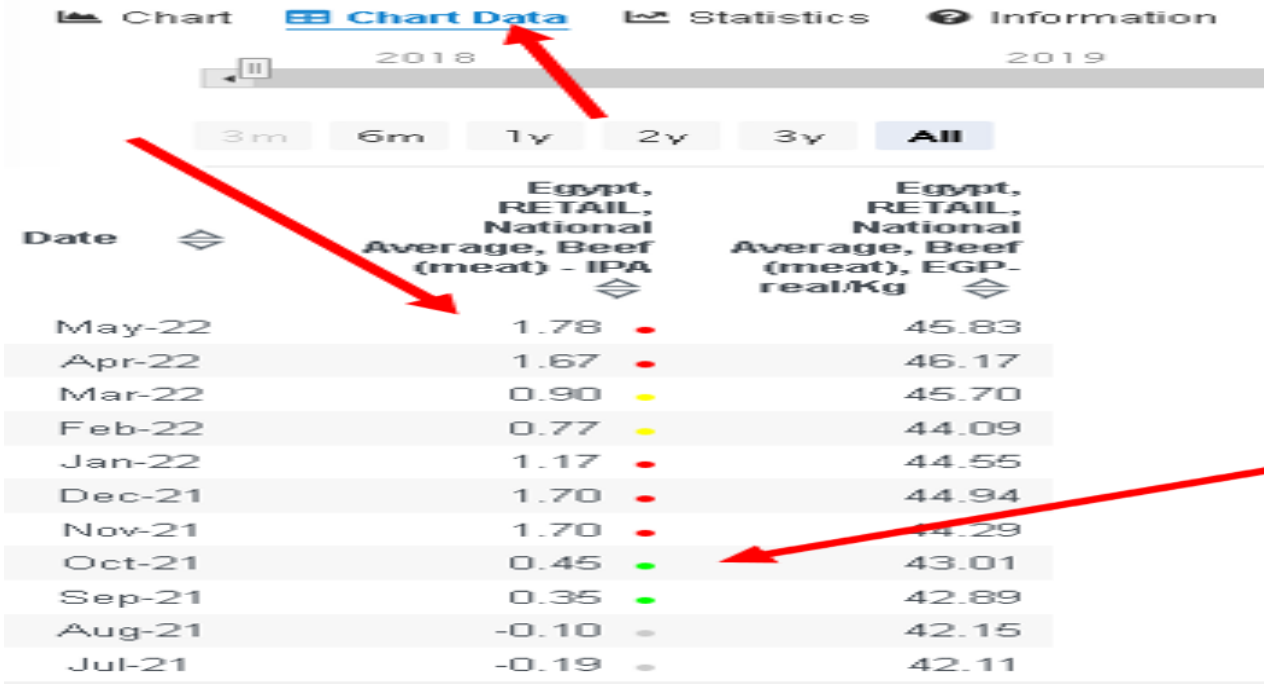 Chart Chart Data Statistics Information
2018 2019
3m 6m 1y 2y 3y All
Date
Egypt,
RETAIL,
National
Average, Beef
(meat) - IPA
Egypt,
RETAIL,
National
Average, Beef
(meat), EGP-
real/Kg
May-22 1.78 45.83
Apr-22 1.67 46.17
Mar-22 0.90 45.70
Feb-22 0.77 44.09
Jan-22 1.17 44.55
Dec-21 1.70 44.94
Nov-21 1.70 44.29
Oct-21 0.45 43.01
Sep-21 0.35 42.89
Aug-21 -0.10 42.15
Jul-21 -0.19 42.11